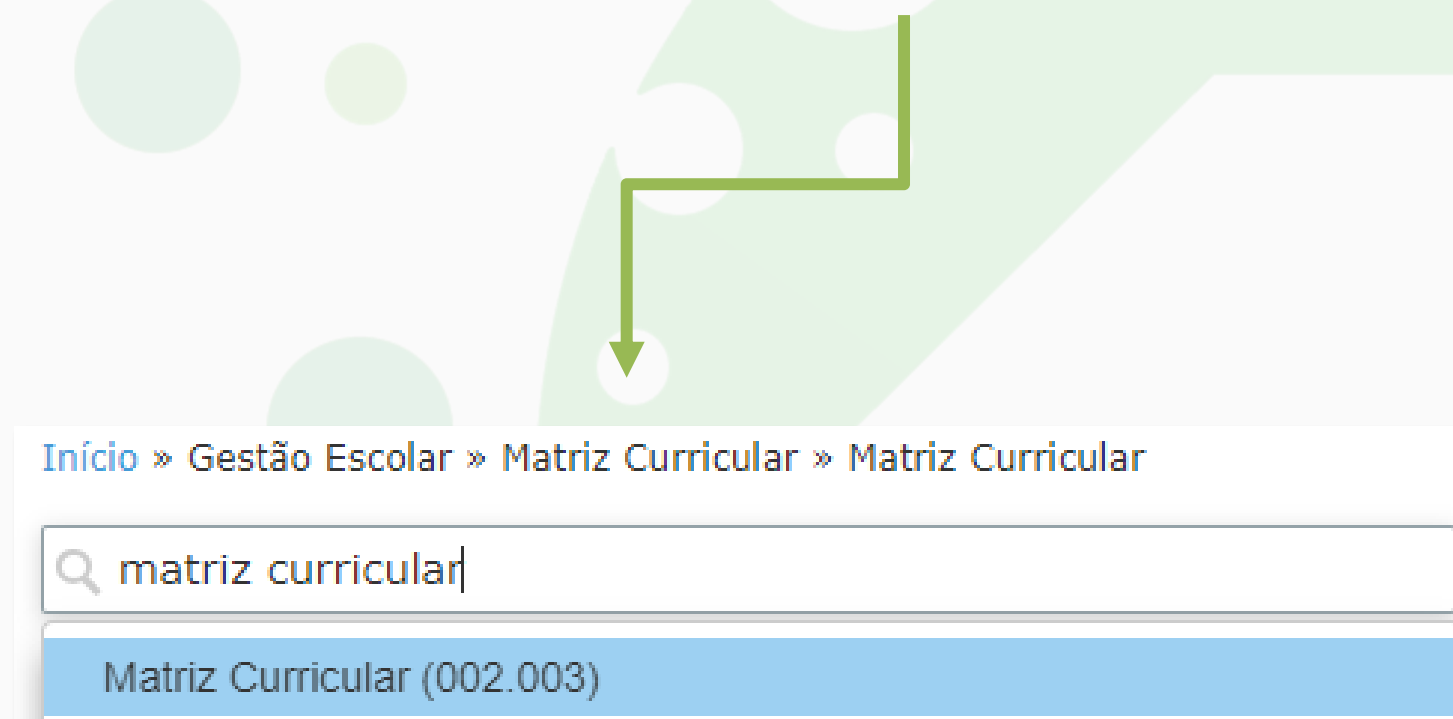 Início » Gestão Escolar » Matriz Curricular » Matriz Curricular
matriz curricular
Matriz Curricular (002.003)